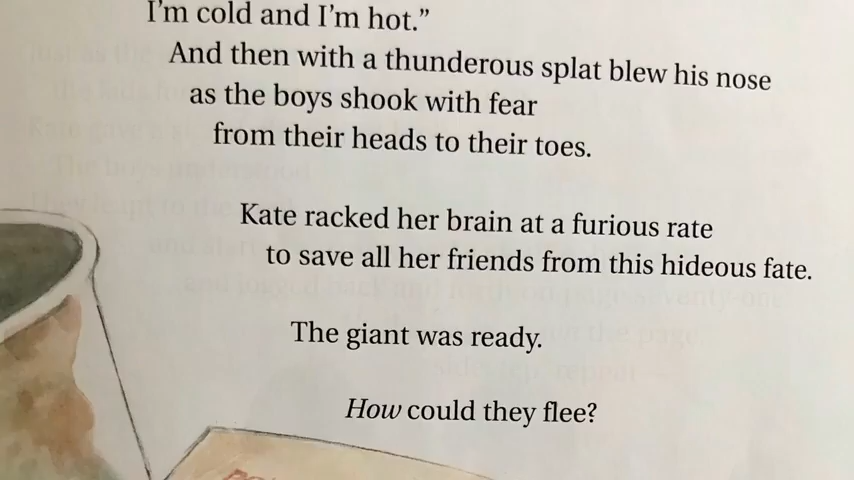 I'm cold and I'm hot.”
And then with a thunderous splat blew his nose
as the boys shook with fear
from their heads to their toes.
Kate racked her brain at a furious rate
to save all her friends from this hideous fate.
The giant was ready.
How could they flee?